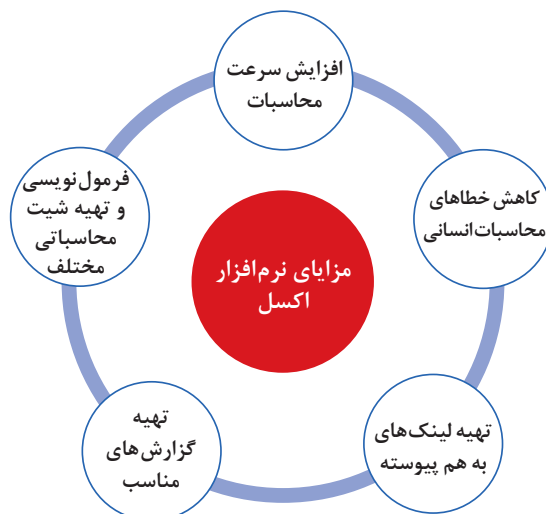 افزایش سرعت
محاسبات
کاهش خطاهای
محاسبات انسانی
تهیه لینک‌های
به هم پیوسته
تهیه
گزارش‌های
مناسب
فرمول‌نویسی
و تهیه شیت
محاسباتی
مختلف
مزایای نرم‌افزار
اکسل